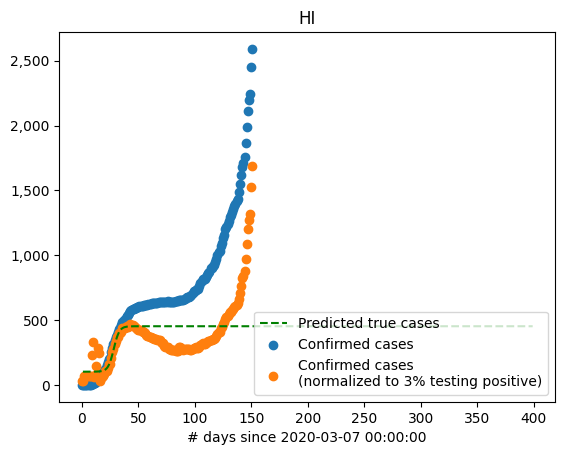 HI
2,500
2,000
1,500
1,000
500
0
Predicted true cases
Confirmed cases
Confirmed cases
(normalized to 3% testing positive)
0 50 100 150 200 250 300 350 400
# days since 2020-03-07 00:00:00